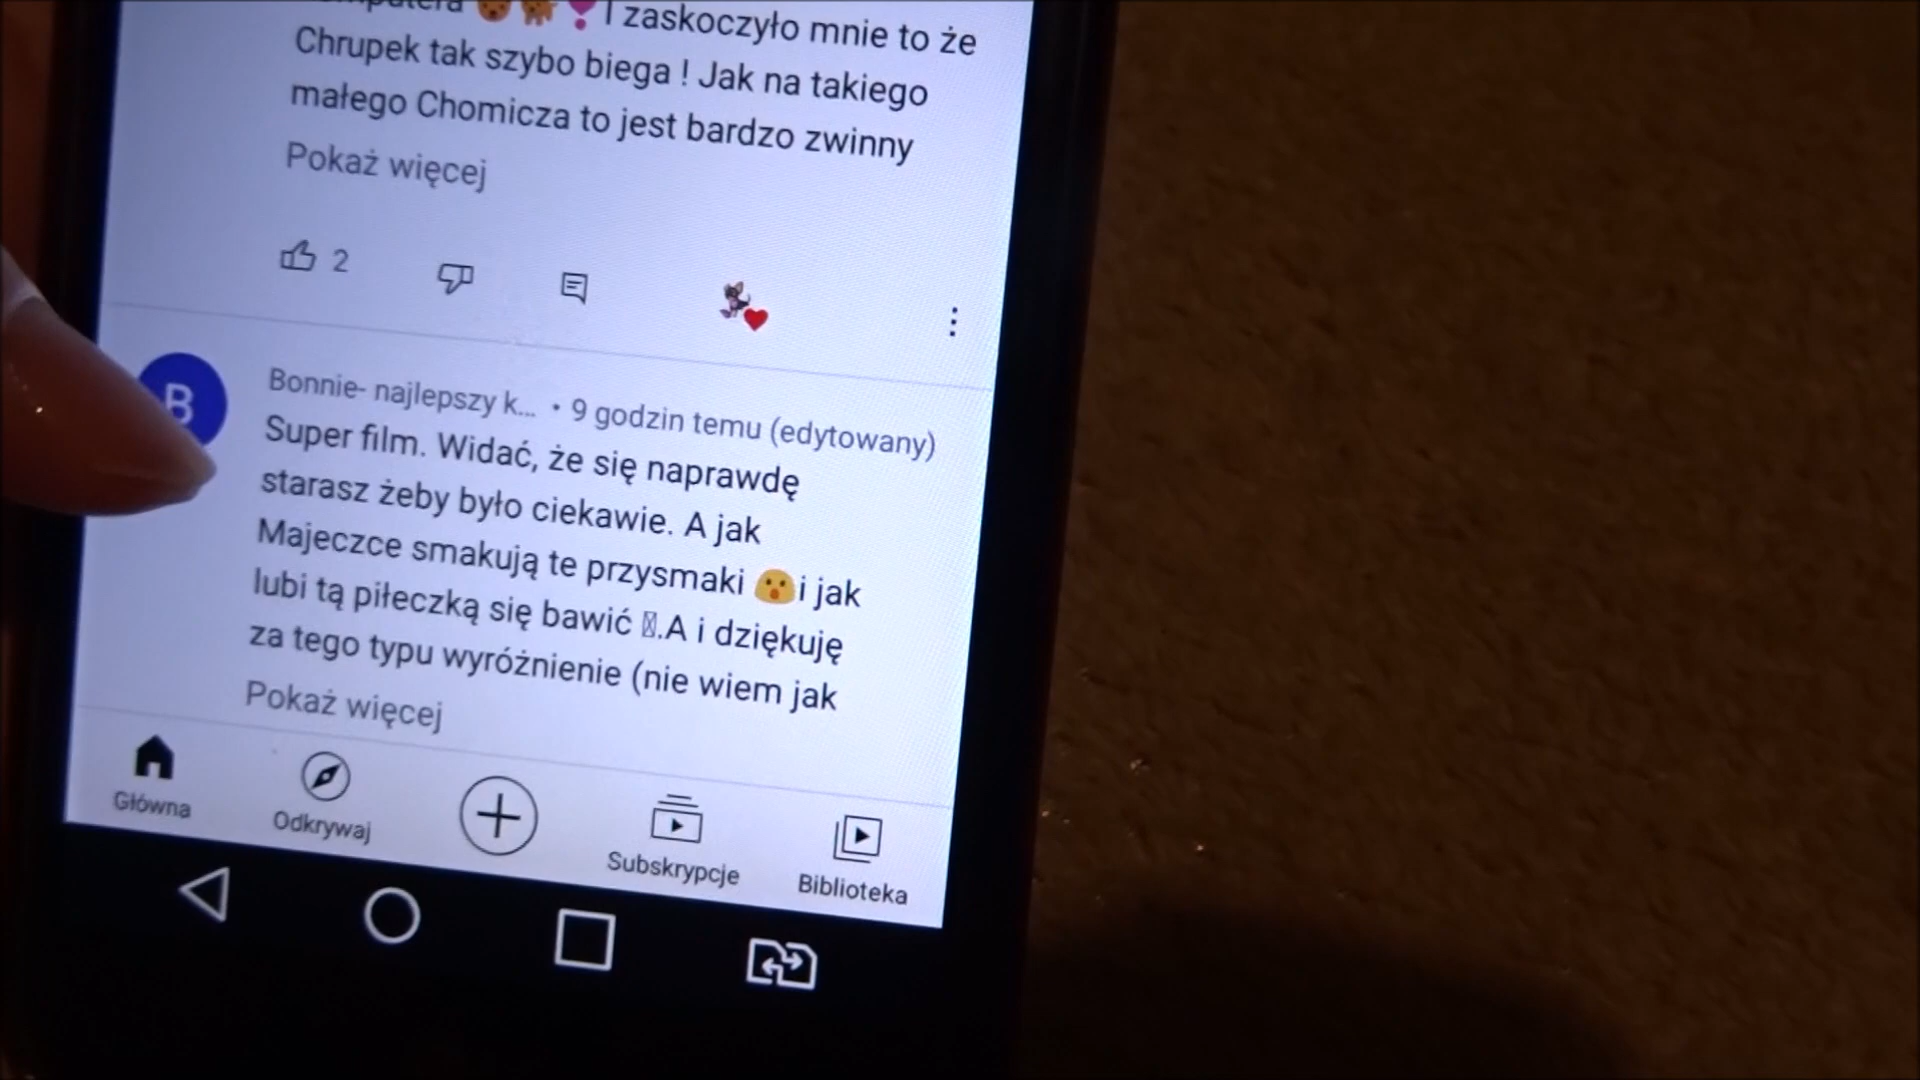 I zaskoczyło mnie to że
Chrupek tak szybo biega ! Jak na takiego
małego Chomicza to jest bardzo zwinny
Pokaż więcej
2
B
Bonnie- najlepszy k... • 9 godzin temu (edytowany)
Super film. Widać, że się naprawdę
starasz żeby było ciekawie. A jak
Majeczce smakują te przysmaki 😮i jak
lubi tą piłeczką się bawić .A i dziękuję
za tego typu wyróżnienie (nie wiem jak
Pokaż więcej
Główna
Odkrywaj
Subskrypcje
Biblioteka